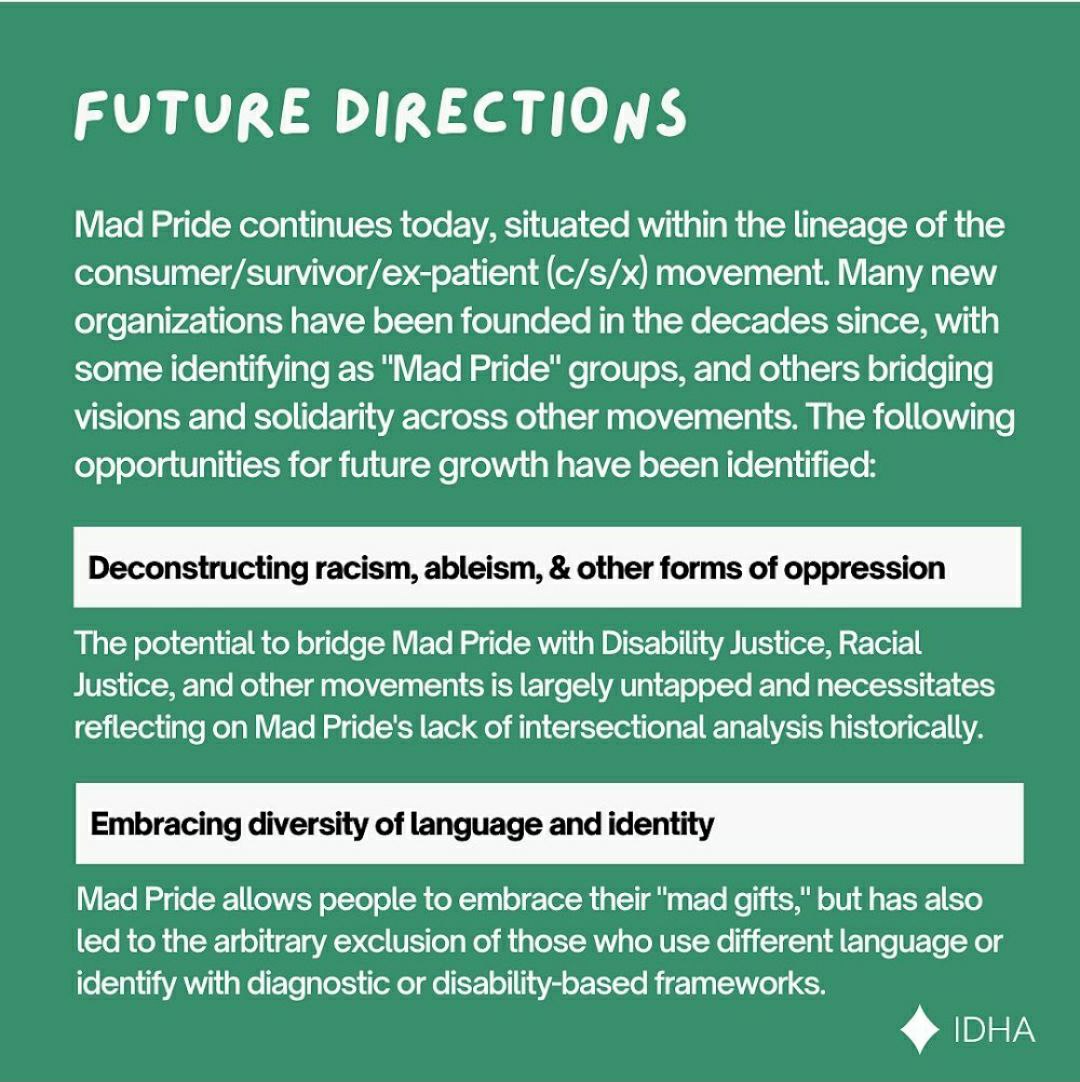 FUTURE DIRECTIONS
Mad Pride continues today, situated within the lineage of the
consumer/survivor/ex-patient (c/s/x) movement. Many new
organizations have been founded in the decades since, with
some identifying as "Mad Pride" groups, and others bridging
visions and solidarity across other movements. The following
opportunities for future growth have been identified:
Deconstructing racism, ableism, & other forms of oppression
The potential to bridge Mad Pride with Disability Justice, Racial
Justice, and other movements is largely untapped and necessitates
reflecting on Mad Pride's lack of intersectional analysis historically.
Embracing diversity of language and identity
Mad Pride allows people to embrace their "mad gifts," but has also
led to the arbitrary exclusion of those who use different language or
identify with diagnostic or disability-based frameworks.
IDHA